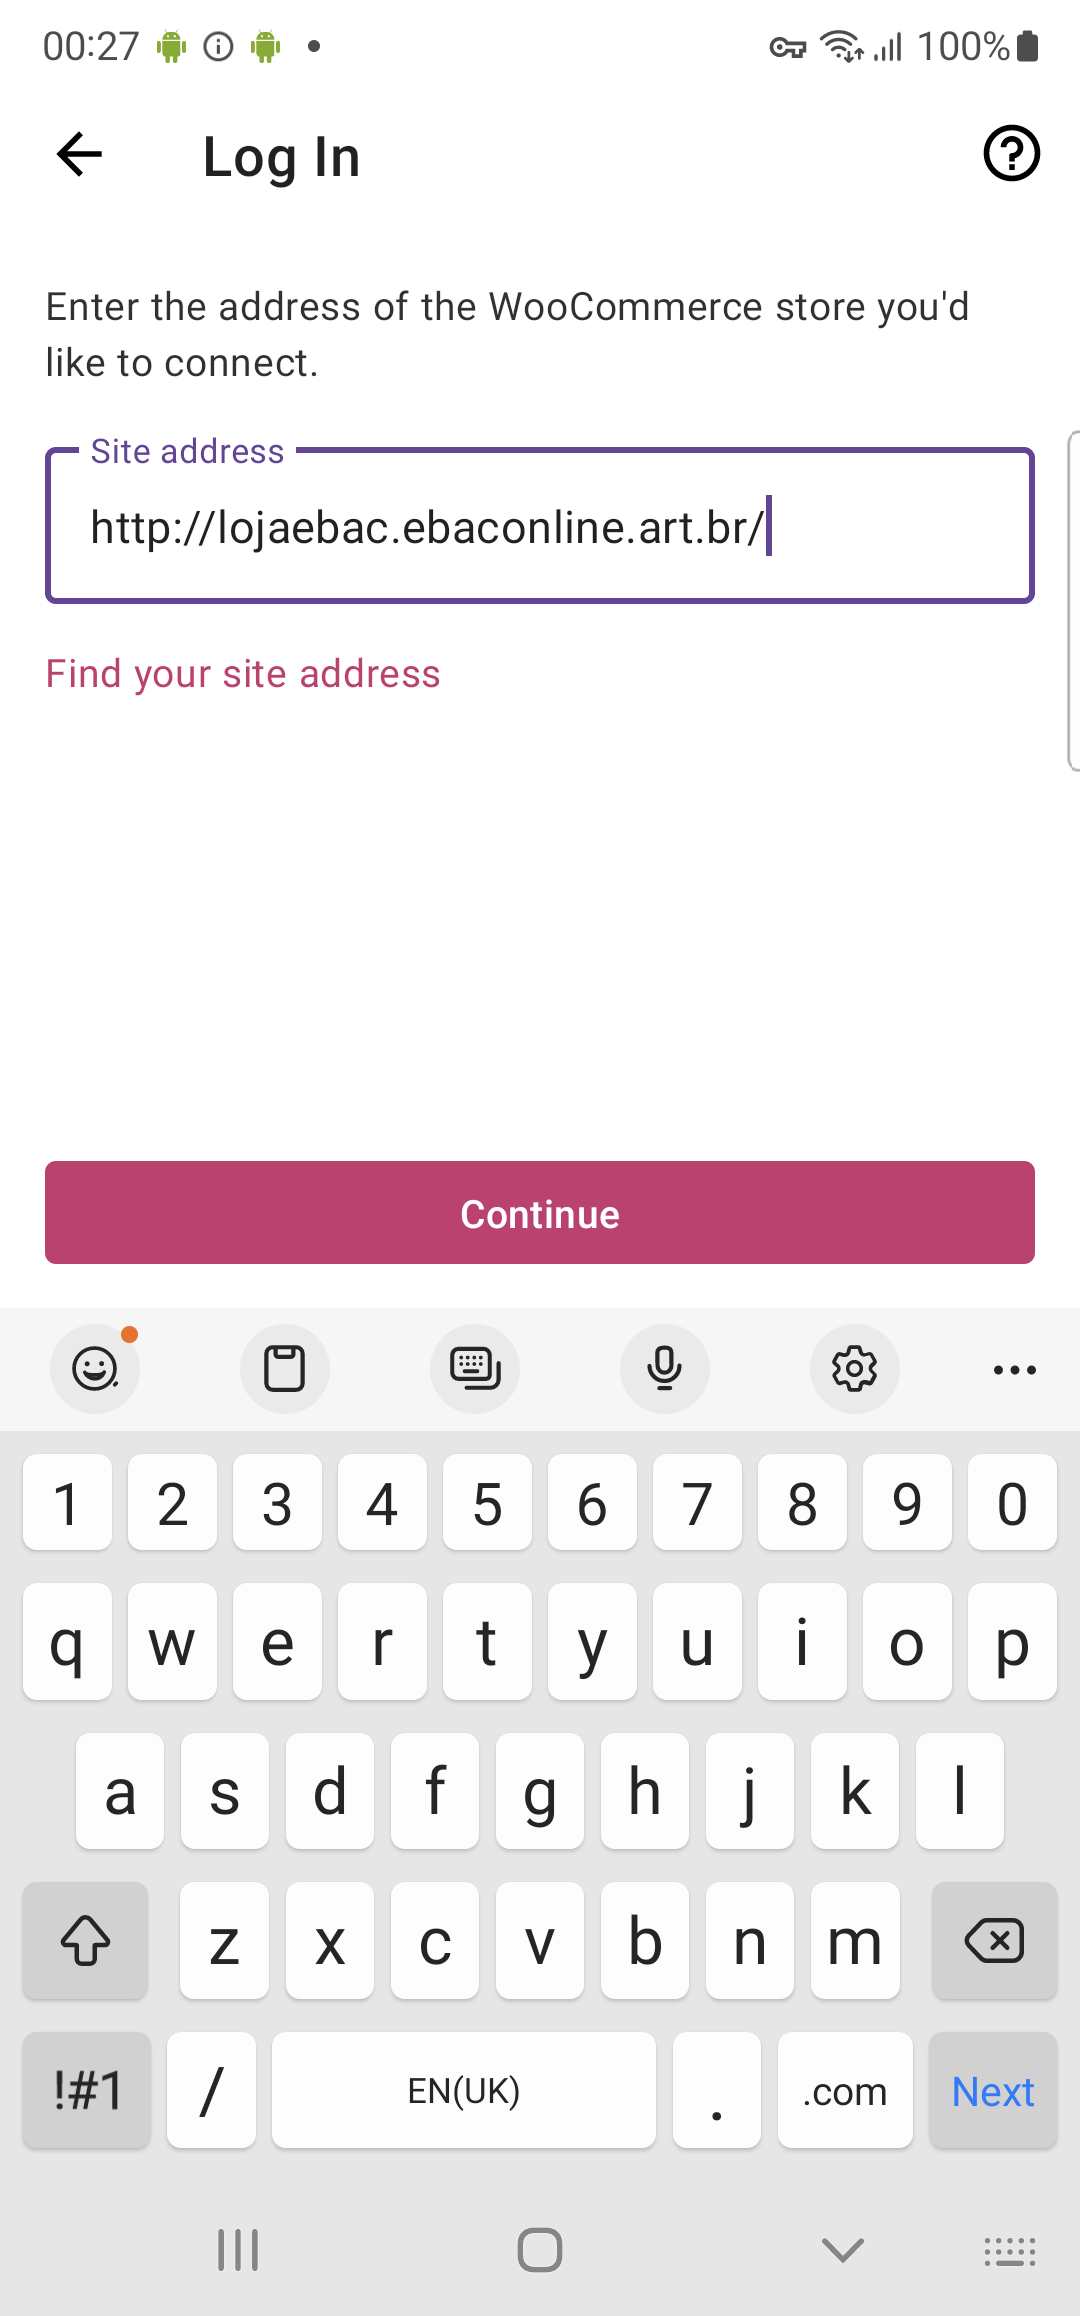 00:27
100%
Log In
Enter the address of the WooCommerce store you'd
like to connect.
Site address
http://lojaebac.ebaconline.art.br/
Find your site address
Continue
1 2 3 4 5 6 7 8 9 0
q w e r t y u i o p
a s d f g h j k l
z x c v b n m
!#1 / EN(UK) . .com Next